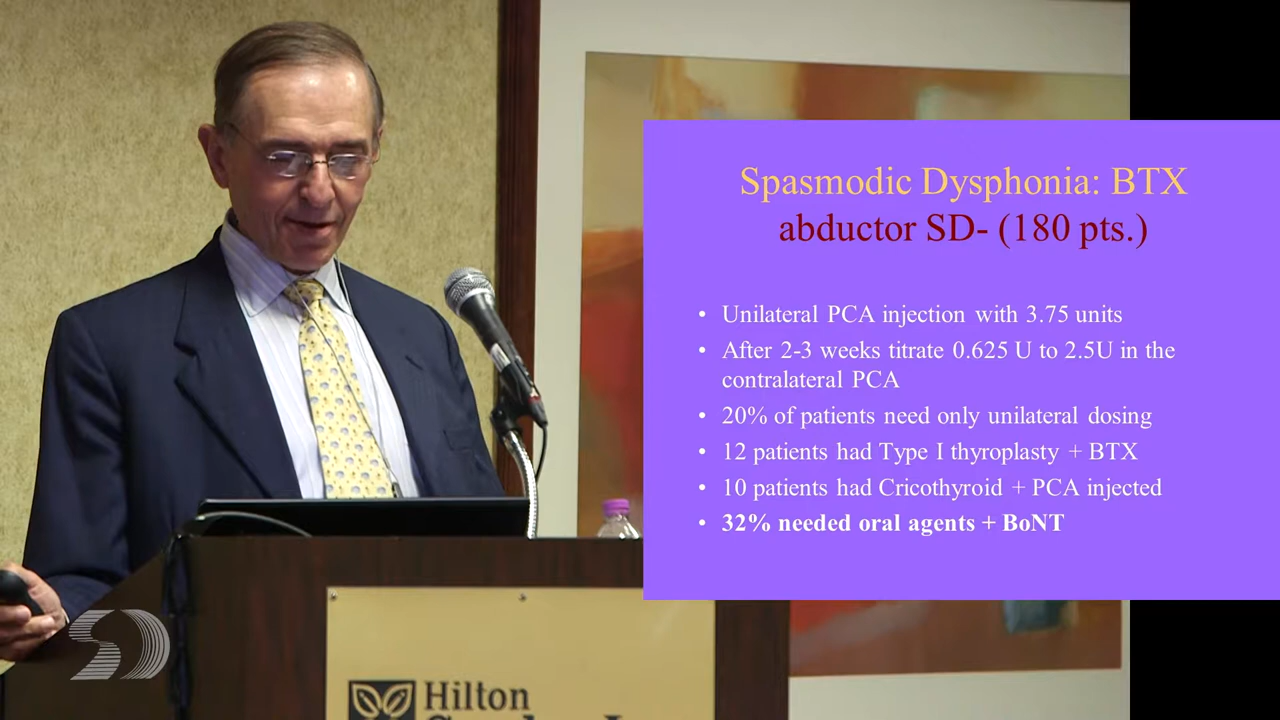 Spasmodic Dysphonia: BTX
abductor SD- (180 pts.)
• Unilateral PCA injection with 3.75 units
• After 2-3 weeks titrate 0.625 U to 2.5U in the
contralateral PCA
• 20% of patients need only unilateral dosing
• 12 patients had Type I thyroplasty + BTX
• 10 patients had Cricothyroid + PCA injected
• 32% needed oral agents + BoNT
SD
Hilton